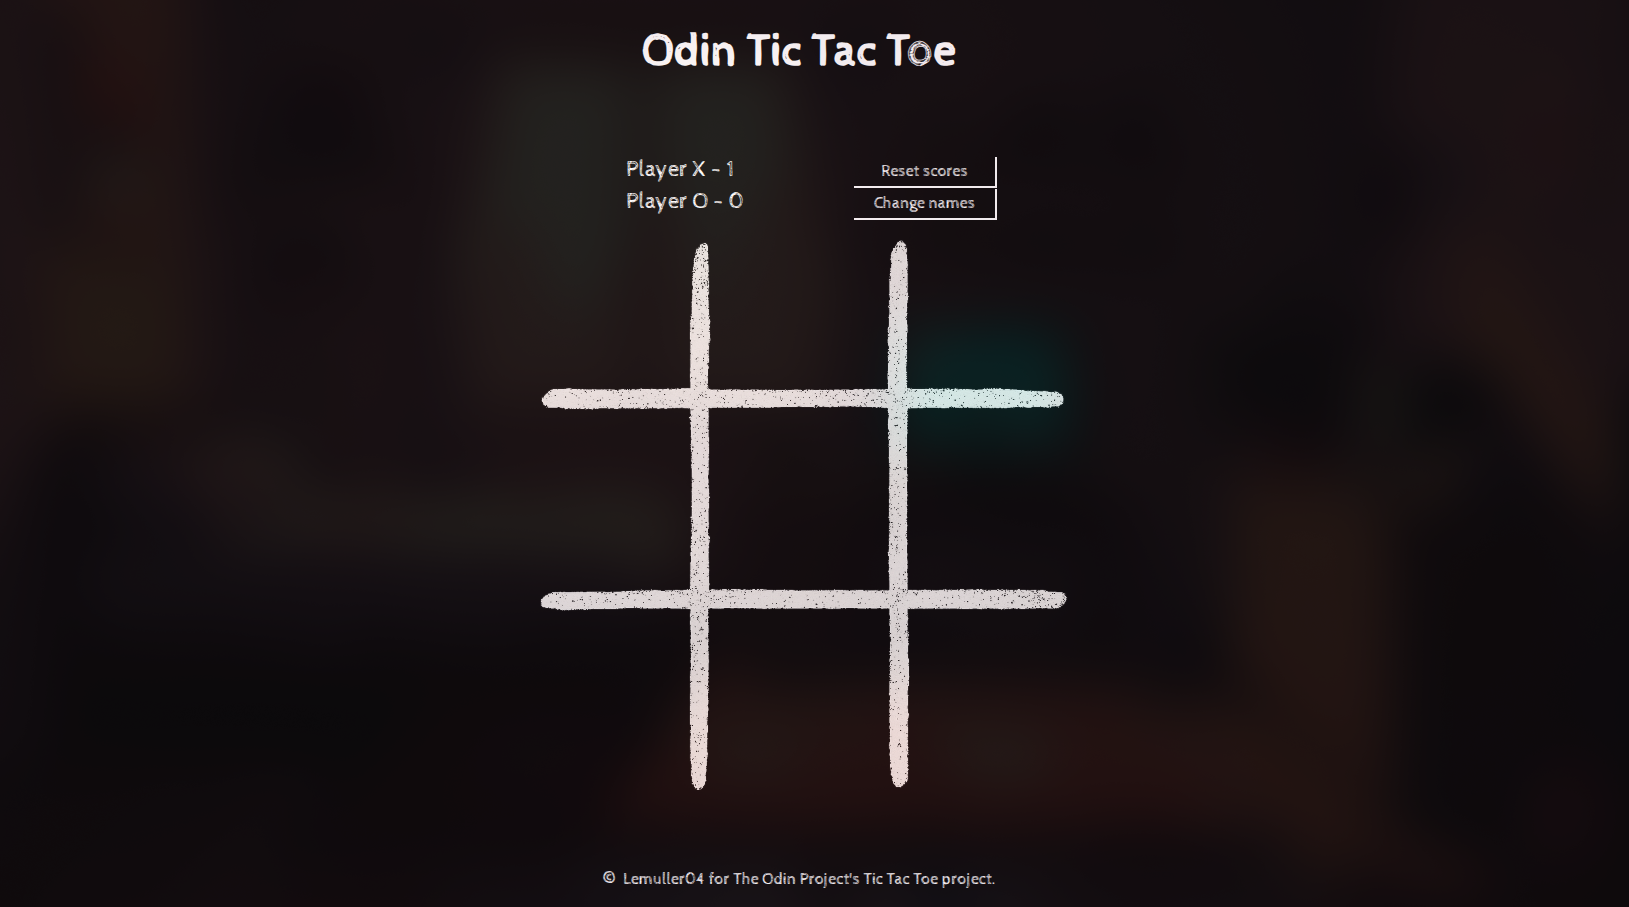 Odin Tic Tac Toe
Player X - 1
Player O - 0
Reset scores
Change names
© Lemuller04 for The Odin Project's Tic Tac Toe project.